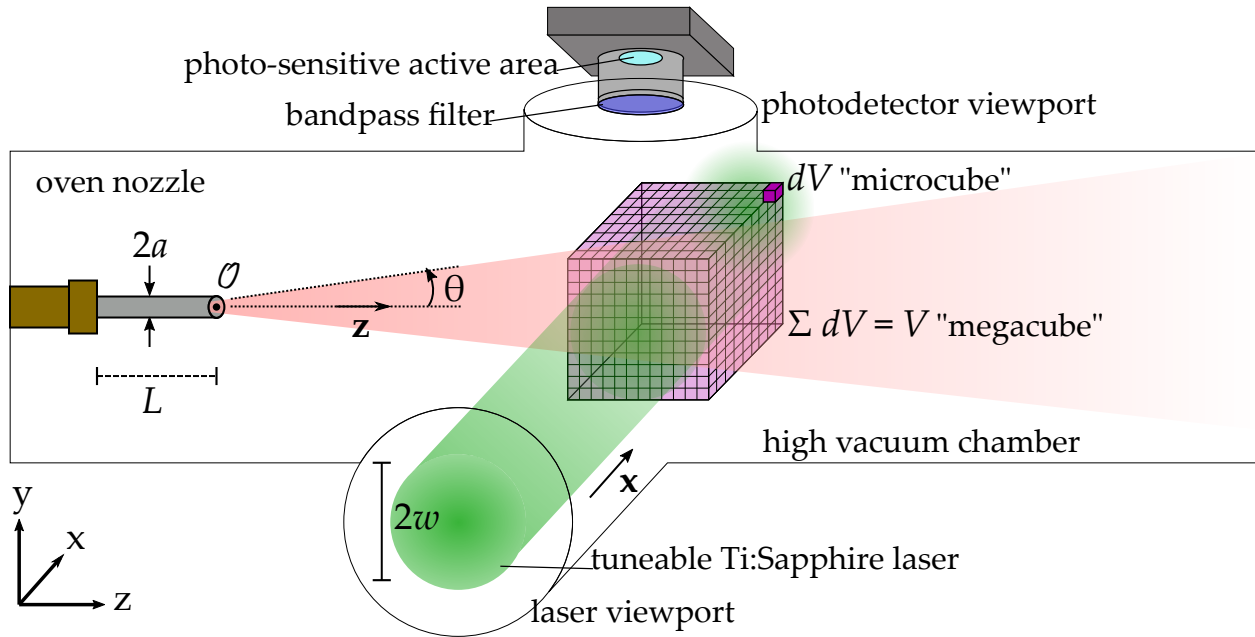 photo-sensitive active area
bandpass filter
photodetector viewport
oven nozzle
dV "microcube"
2a
𝒪
θ
z
Σ dV = V "megacube"
L
high vacuum chamber
x
2w
y
x
z
tuneable Ti:Sapphire laser
laser viewport